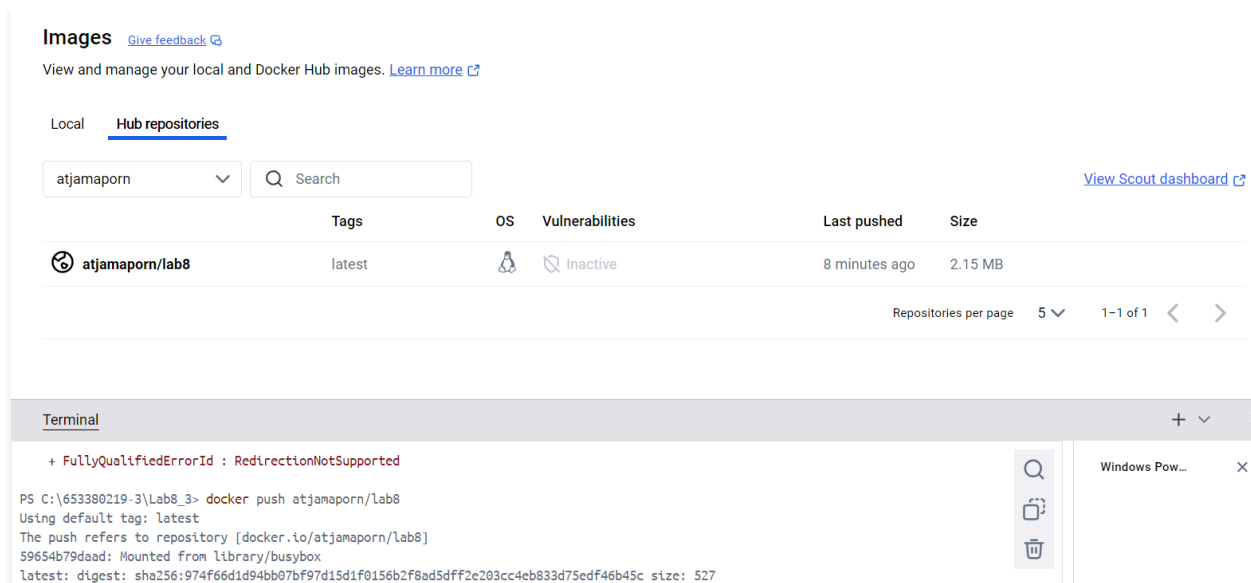 Images Give feedback
View and manage your local and Docker Hub images. Learn more
Local Hub repositories
atjamaporn Search View Scout dashboard
Tags OS Vulnerabilities Last pushed Size
atjamaporn/lab8 latest Inactive 8 minutes ago 2.15 MB
Repositories per page 5 1–1 of 1
Terminal
+ FullyQualifiedErrorId : RedirectionNotSupported
Windows Pow...
PS C:\653380219-3\Lab8_3> docker push atjamaporn/lab8
Using default tag: latest
The push refers to repository [docker.io/atjamaporn/lab8]
59654b79daad: Mounted from library/busybox
latest: digest: sha256:974f66d1d94bb07bf97d15d1f0156b2f8ad5dff2e203cc4eb833d75edf46b45c size: 527